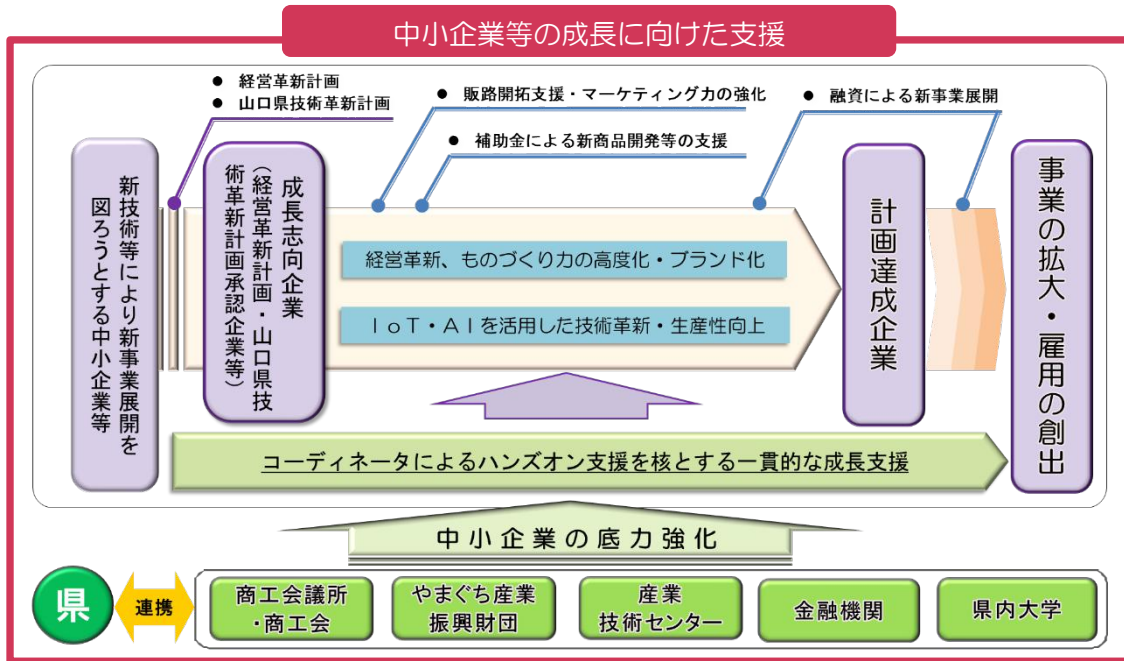 中小企業等の成長に向けた支援
● 経営革新計画
● 山口県技術革新計画
● 販路開拓支援・マーケティング力の強化
● 補助金による新商品開発等の支援
● 融資による新事業展開
新技術等により新事業展開を
図ろうとする中小企業等
成長志向企業
（経営革新計画・山口県技
術革新計画承認企業等）
経営革新、ものづくり力の高度化・ブランド化
ＩｏＴ・ＡＩを活用した技術革新・生産性向上
計画達成企業
事業の拡大・雇用の創出
コーディネータによるハンズオン支援を核とする一貫的な成長支援
中小企業の底力強化
県
連携
商工会議所
・商工会
やまぐち産業
振興財団
産業
技術センター
金融機関
県内大学